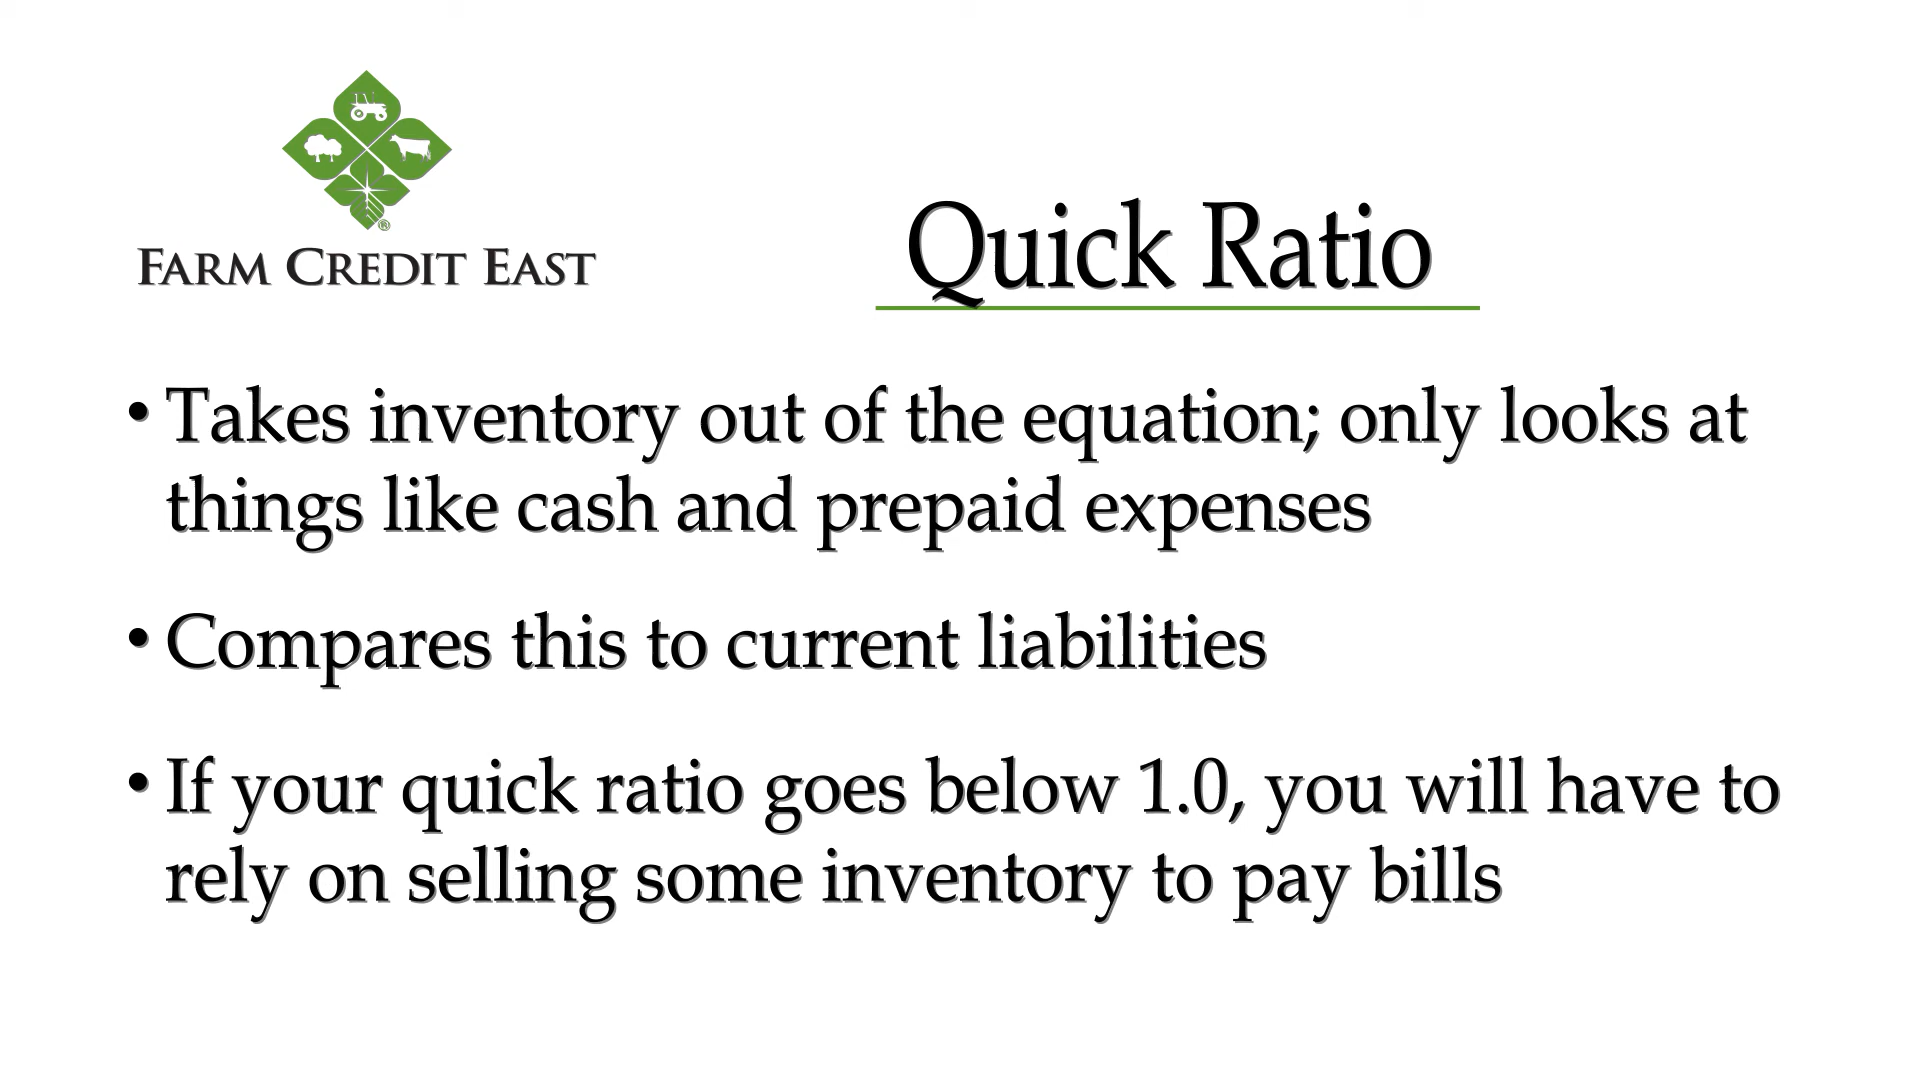 FARM CREDIT EAST
Quick Ratio
• Takes inventory out of the equation; only looks at
things like cash and prepaid expenses
• Compares this to current liabilities
• If your quick ratio goes below 1.0, you will have to
rely on selling some inventory to pay bills